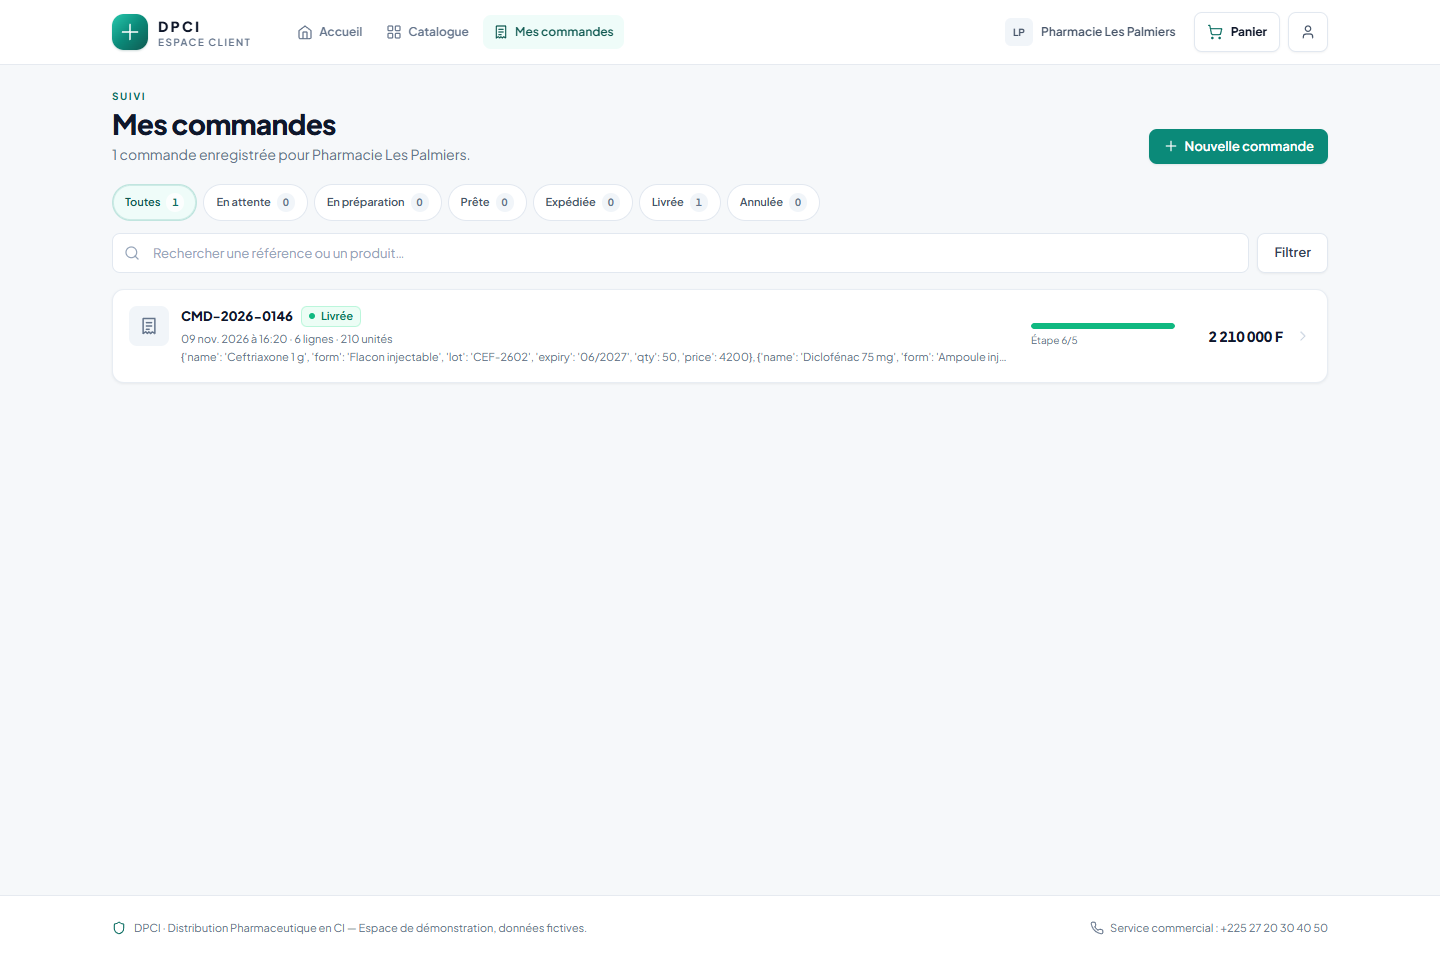 DPCI
ESPACE CLIENT
Accueil
Catalogue
Mes commandes
LP
Pharmacie Les Palmiers
Panier
SUIVI
Mes commandes
1 commande enregistrée pour Pharmacie Les Palmiers.
Nouvelle commande
Toutes 1
En attente 0
En préparation 0
Prête 0
Expédiée 0
Livrée 1
Annulée 0
Rechercher une référence ou un produit…
Filtrer
CMD-2026-0146
Livrée
09 nov. 2026 à 16:20 · 6 lignes · 210 unités
{'name': 'Ceftriaxone 1 g', 'form': 'Flacon injectable', 'lot': 'CEF-2602', 'expiry': '06/2027', 'qty': 50, 'price': 4200}, {'name': 'Diclofénac 75 mg', 'form': 'Ampoule inj…
Étape 6/5
2 210 000 F
DPCI · Distribution Pharmaceutique en CI — Espace de démonstration, données fictives.
Service commercial : +225 27 20 30 40 50